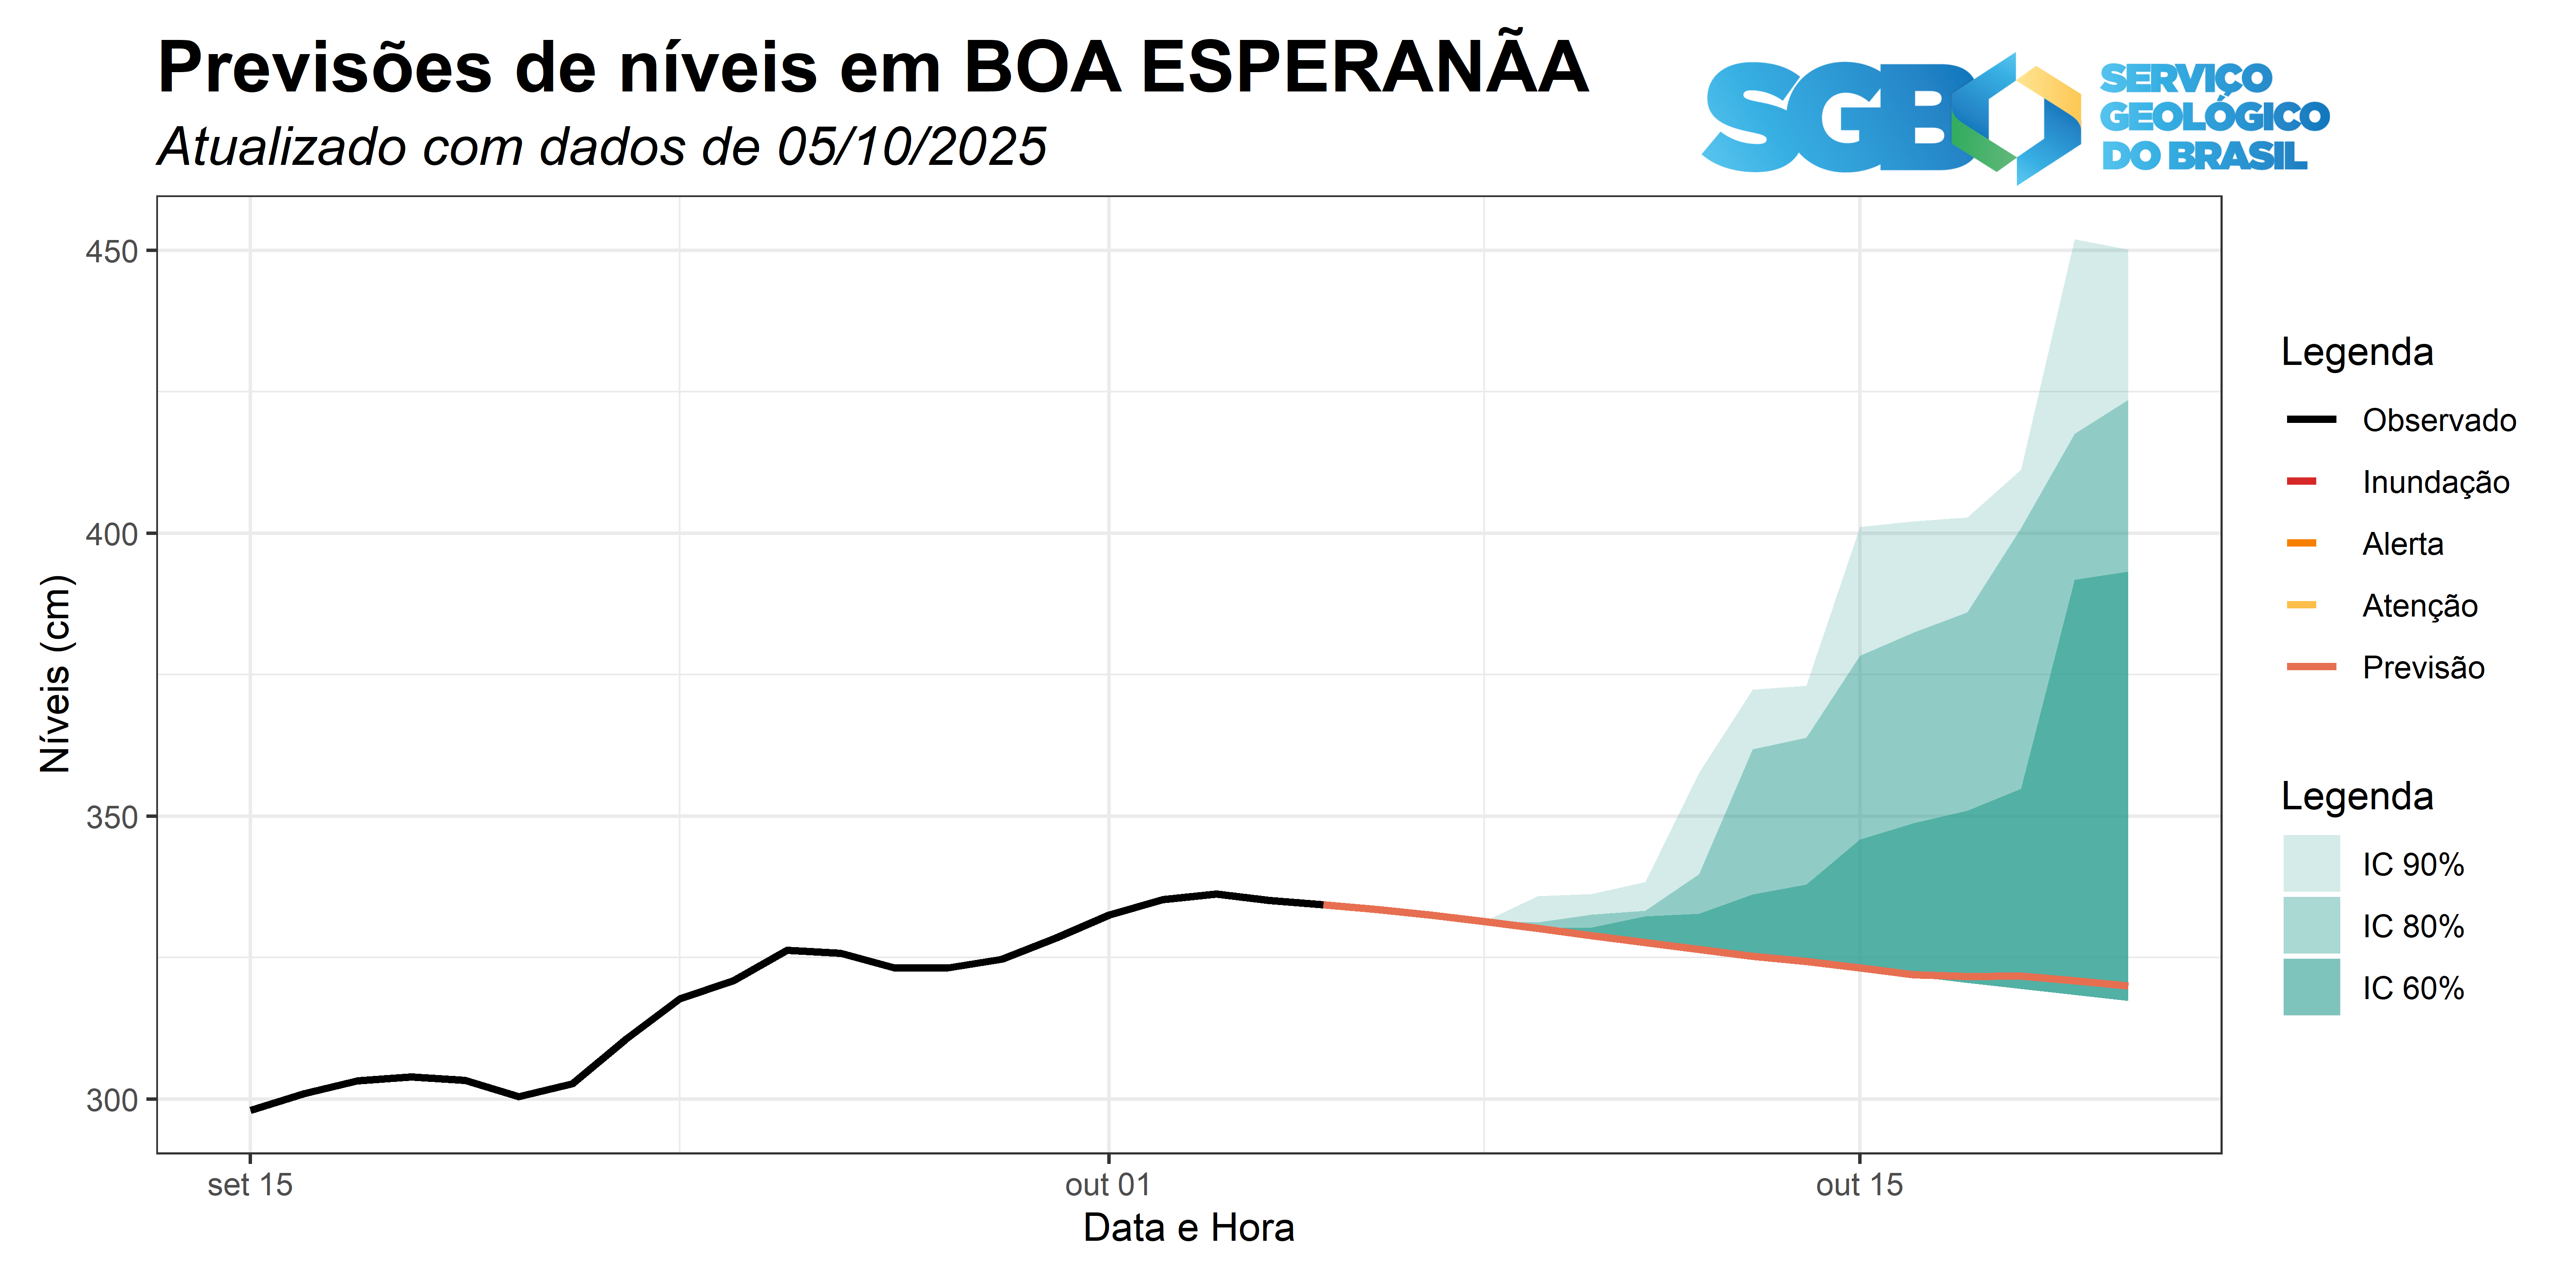 Previsões de níveis em BOA ESPERANÃA
Atualizado com dados de 05/10/2025
SGB
SERVIÇO
GEOLÓGICO
DO BRASIL
450
400
350
300
Níveis (cm)
set 15
out 01
out 15
Data e Hora
Legenda
Observado
Inundação
Alerta
Atenção
Previsão
Legenda
IC 90%
IC 80%
IC 60%